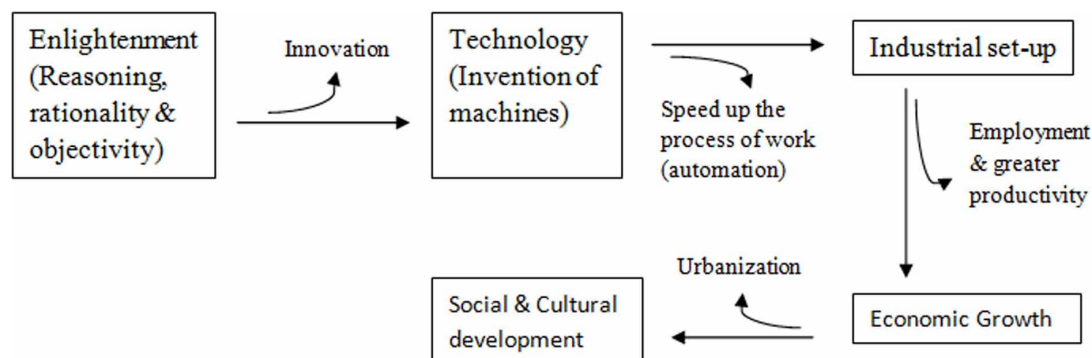 Enlightenment
(Reasoning,
rationality &
objectivity)
Innovation
Technology
(Invention of
machines)
Speed up the
process of work
(automation)
Industrial set-up
Employment
& greater
productivity
Economic Growth
Urbanization
Social & Cultural
development